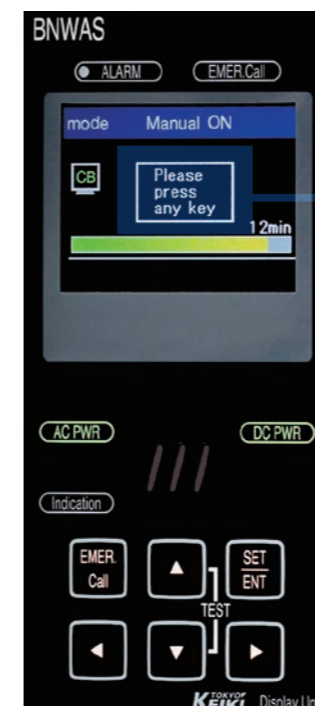 BNWAS
ALARM EMER.Call
mode Manual ON
CB
Please
press
any key
12min
AC PWR DC PWR
Indication
EMER.
Call
SET
ENT
TEST
TOKYO
KEIKI Display